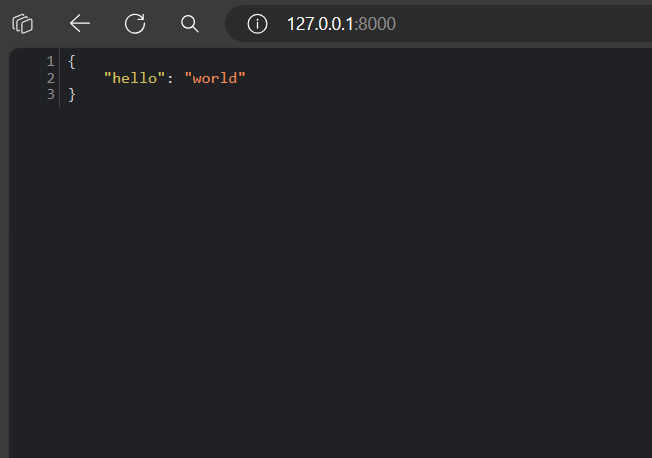 127.0.0.1:8000
1 {
2     "hello": "world"
3 }